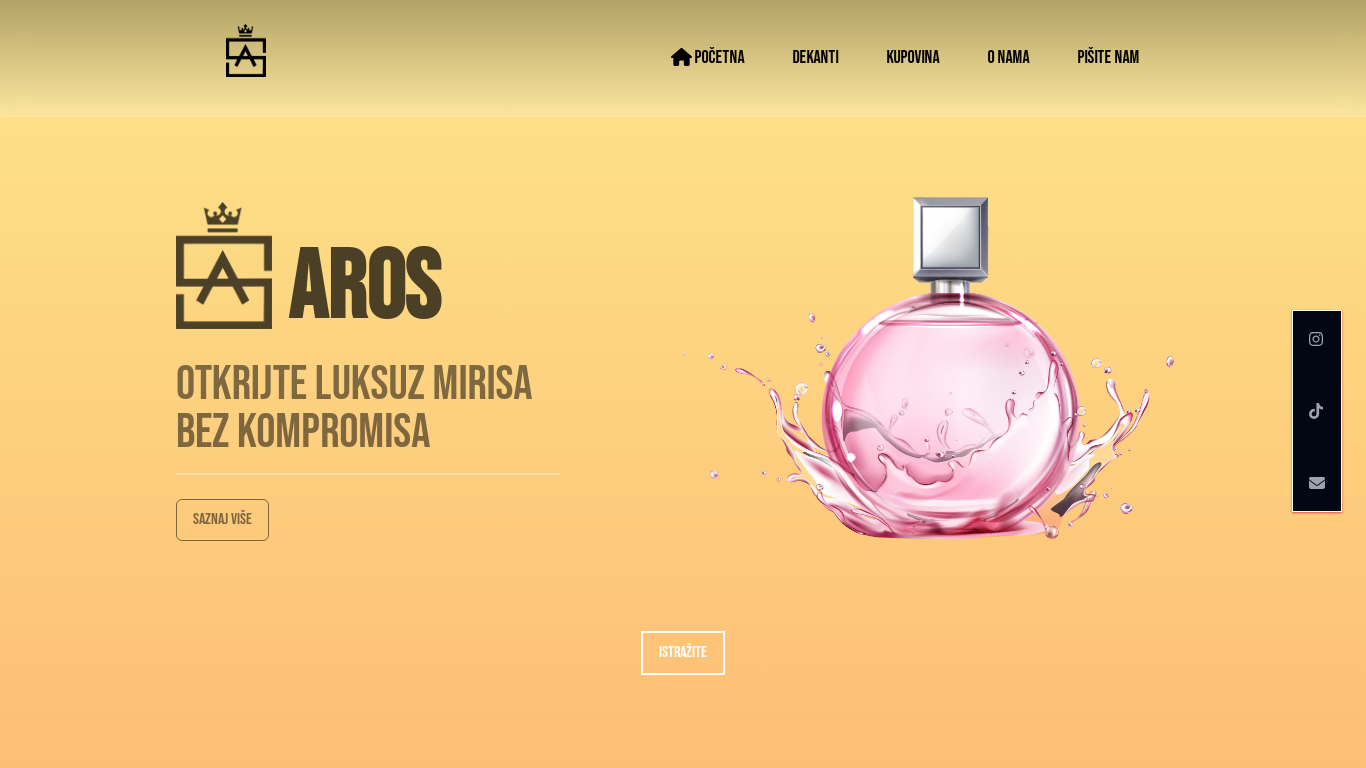 POČETNA
DEKANTI
KUPOVINA
O NAMA
PIŠITE NAM
AROS
OTKRIJTE LUKSUZ MIRISA
BEZ KOMPROMISA
SAZNAJ VIŠE
ISTRAŽITE